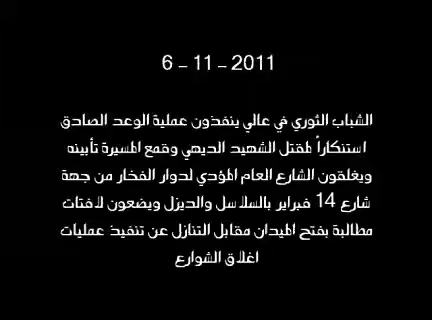 6 - 11 - 2011
الشباب الثوري في عالي ينفذون عملية الوعد الصادق
استنكاراً لمقتل الشهيد الديهي وقمع المسيرة تأبينه
ويغلقون الشارع العام المؤدي لدوار الفخار من جهة
شارع 14 فبراير بالسلاسل والديزل ويضعون لافتات
مطالبة بفتح الميدان مقابل التنازل عن تنفيذ عمليات
اغلاق الشوارع